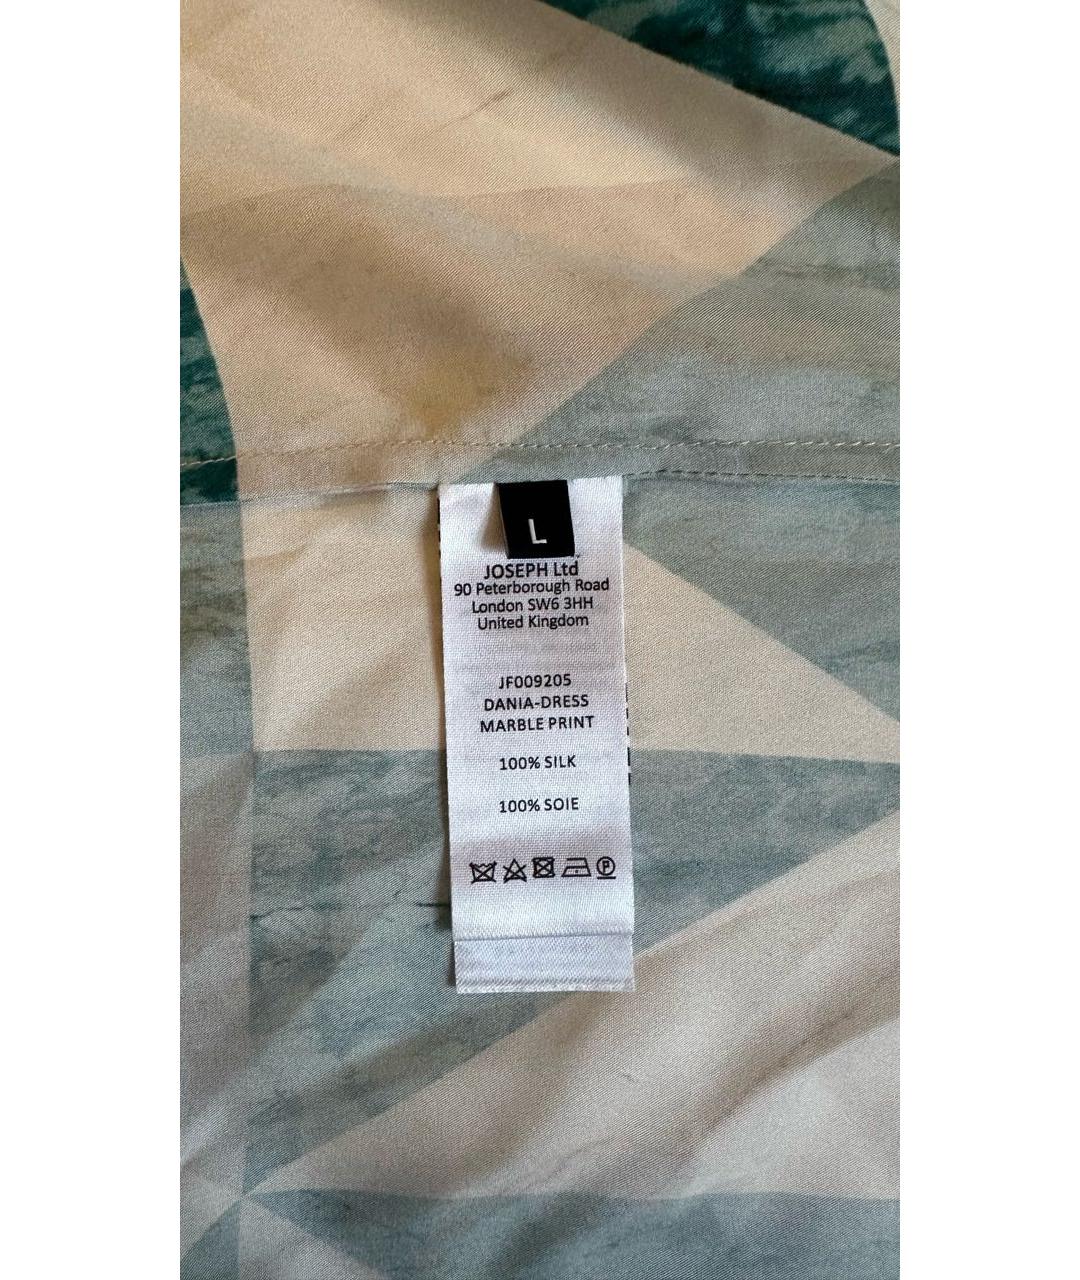 L
JOSEPH Ltd
90 Peterborough Road
London SW6 3HH
United Kingdom
JF009205
DANIA-DRESS
MARBLE PRINT
100% SILK
100% SOIE
P